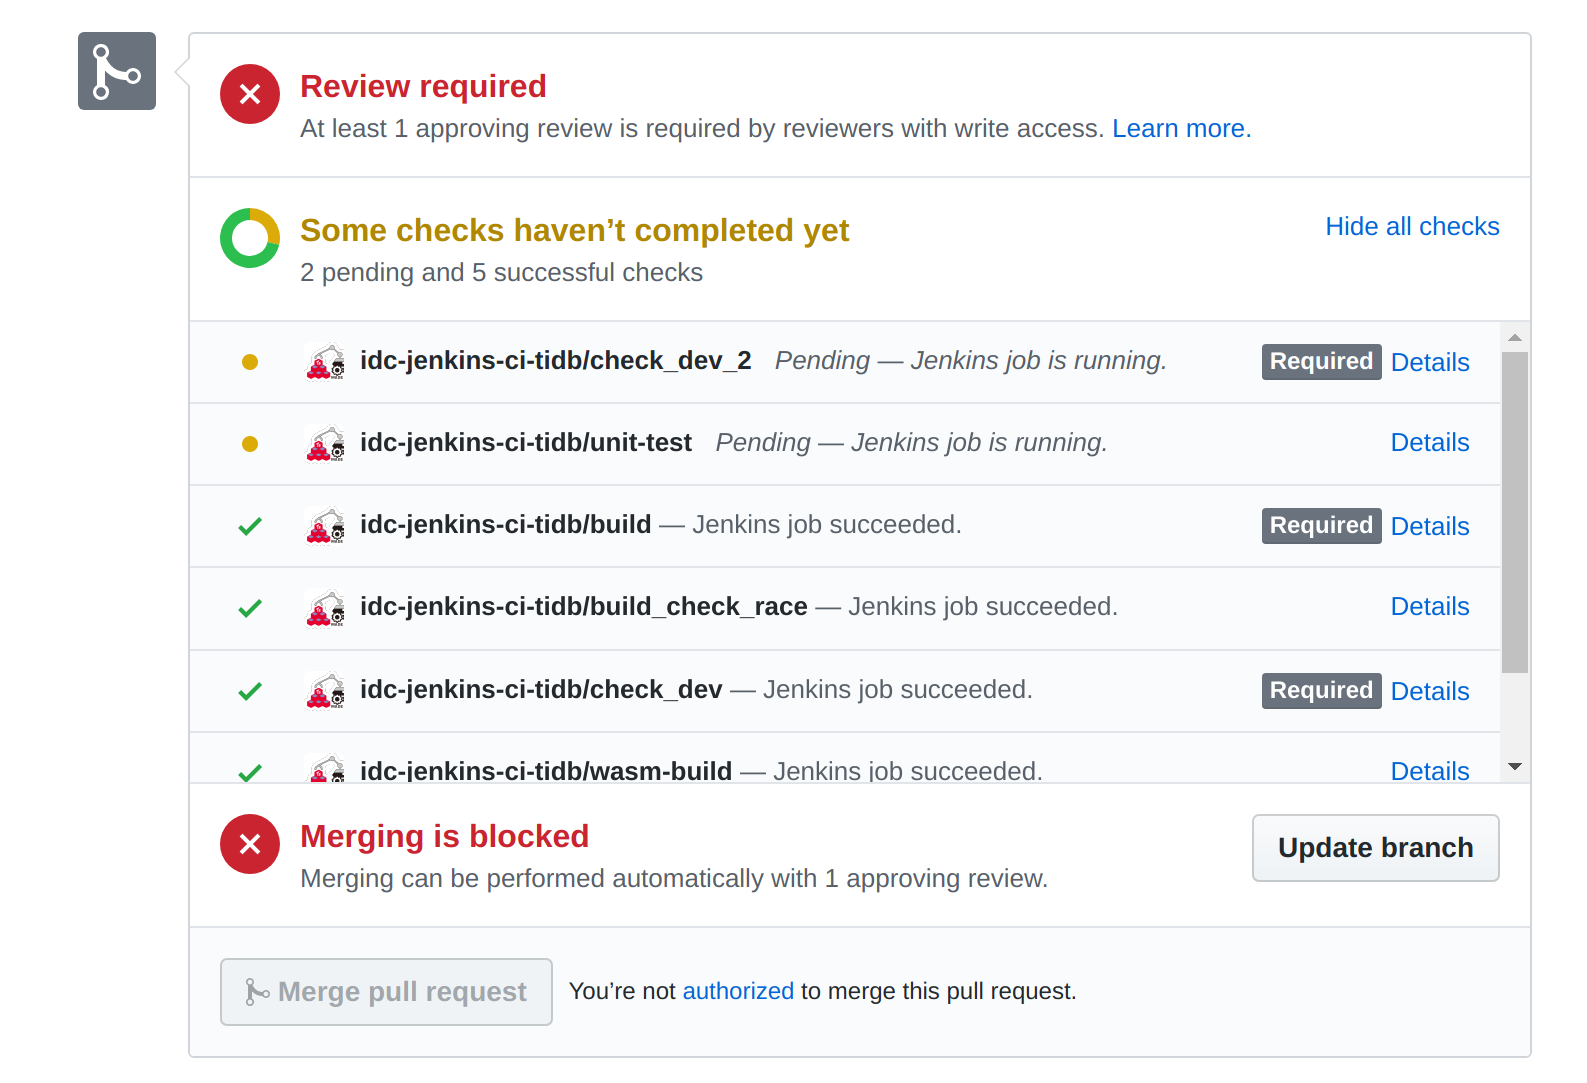 Review required
At least 1 approving review is required by reviewers with write access. Learn more.
Some checks haven’t completed yet
Hide all checks
2 pending and 5 successful checks
idc-jenkins-ci-tidb/check_dev_2 Pending — Jenkins job is running. Required Details
idc-jenkins-ci-tidb/unit-test Pending — Jenkins job is running. Details
idc-jenkins-ci-tidb/build — Jenkins job succeeded. Required Details
idc-jenkins-ci-tidb/build_check_race — Jenkins job succeeded. Details
idc-jenkins-ci-tidb/check_dev — Jenkins job succeeded. Required Details
idc-jenkins-ci-tidb/wasm-build — Jenkins job succeeded. Details
Merging is blocked
Merging can be performed automatically with 1 approving review.
Update branch
Merge pull request You’re not authorized to merge this pull request.